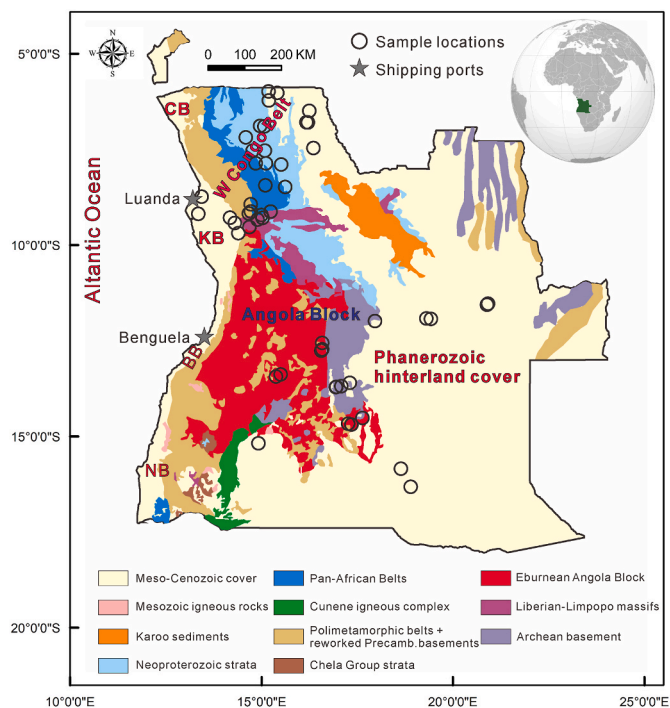 5°0'0"S
N
W
E
S
0
100
200 KM
Sample locations
Shipping ports
CB
W Congo Belt
Luanda
Altantic Ocean
KB
10°0'0"S
Angola Block
Benguela
BB
Phanerozoic
hinterland cover
15°0'0"S
NB
Meso-Cenozoic cover
Pan-African Belts
Eburnean Angola Block
Mesozoic igneous rocks
Cunene igneous complex
Liberian-Limpopo massifs
Karoo sediments
Polimetamorphic belts +
reworked Precamb.basements
Archean basement
Neoproterozoic strata
Chela Group strata
20°0'0"S
10°0'0"E
15°0'0"E
20°0'0"E
25°0'0"E